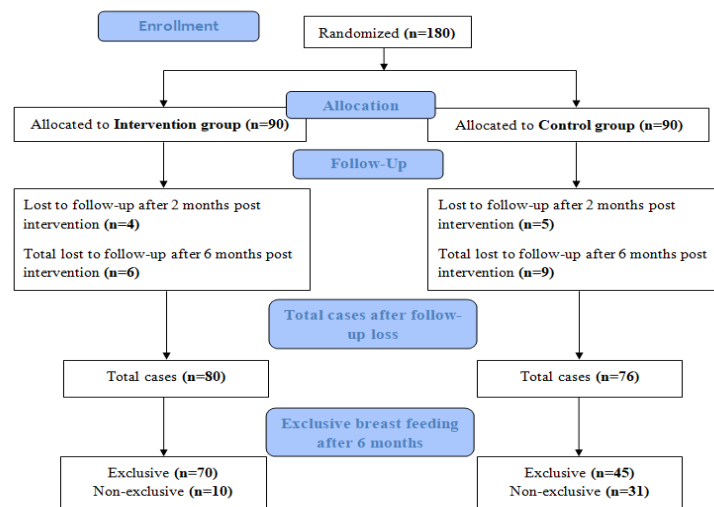 Enrollment
Randomized (n=180)
Allocation
Allocated to Intervention group (n=90)
Allocated to Control group (n=90)
Follow-Up
Lost to follow-up after 2 months post
intervention (n=4)
Total lost to follow-up after 6 months post
intervention (n=6)
Lost to follow-up after 2 months post
intervention (n=5)
Total lost to follow-up after 6 months post
intervention (n=9)
Total cases after follow-
up loss
Total cases (n=80)
Total cases (n=76)
Exclusive breast feeding
after 6 months
Exclusive (n=70)
Non-exclusive (n=10)
Exclusive (n=45)
Non-exclusive (n=31)